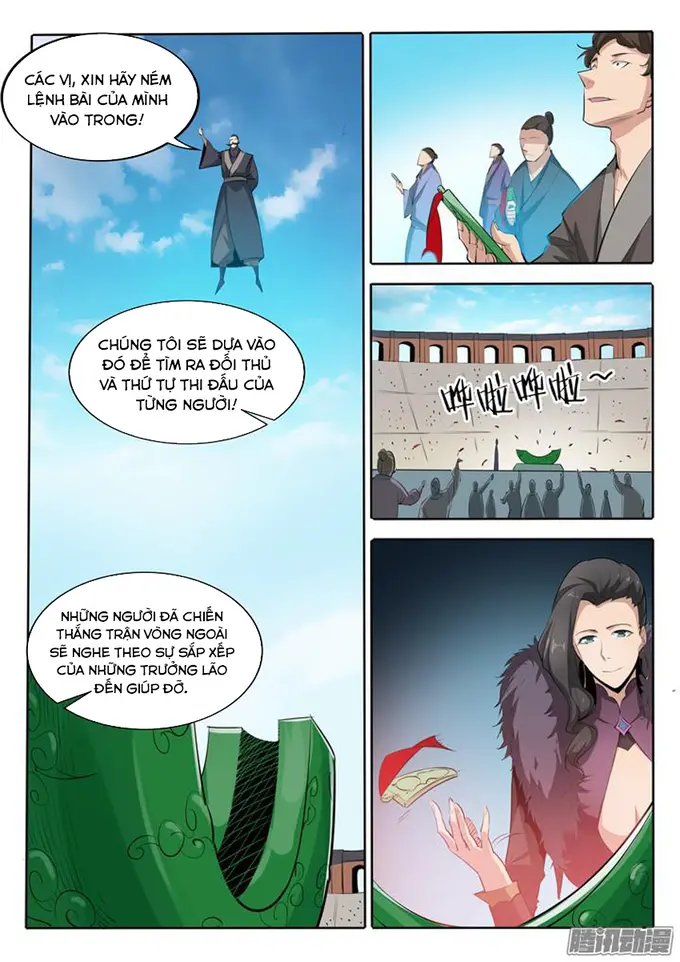 CÁC VỊ, XIN HÃY NÉM
LỆNH BÀI CỦA MÌNH
VÀO TRONG!
CHÚNG TÔI SẼ DỰA VÀO
ĐÓ ĐỂ TÌM RA ĐỐI THỦ
VÀ THỨ TỰ THI ĐẤU CỦA
TỪNG NGƯỜI!
NHỮNG NGƯỜI ĐÃ CHIẾN
THẮNG TRẬN VÒNG NGOÀI
SẼ NGHE THEO SỰ SẮP XẾP
CỦA NHỮNG TRƯỞNG LÃO
ĐẾN GIÚP ĐỠ.
哗啦哗啦~
腾讯动漫